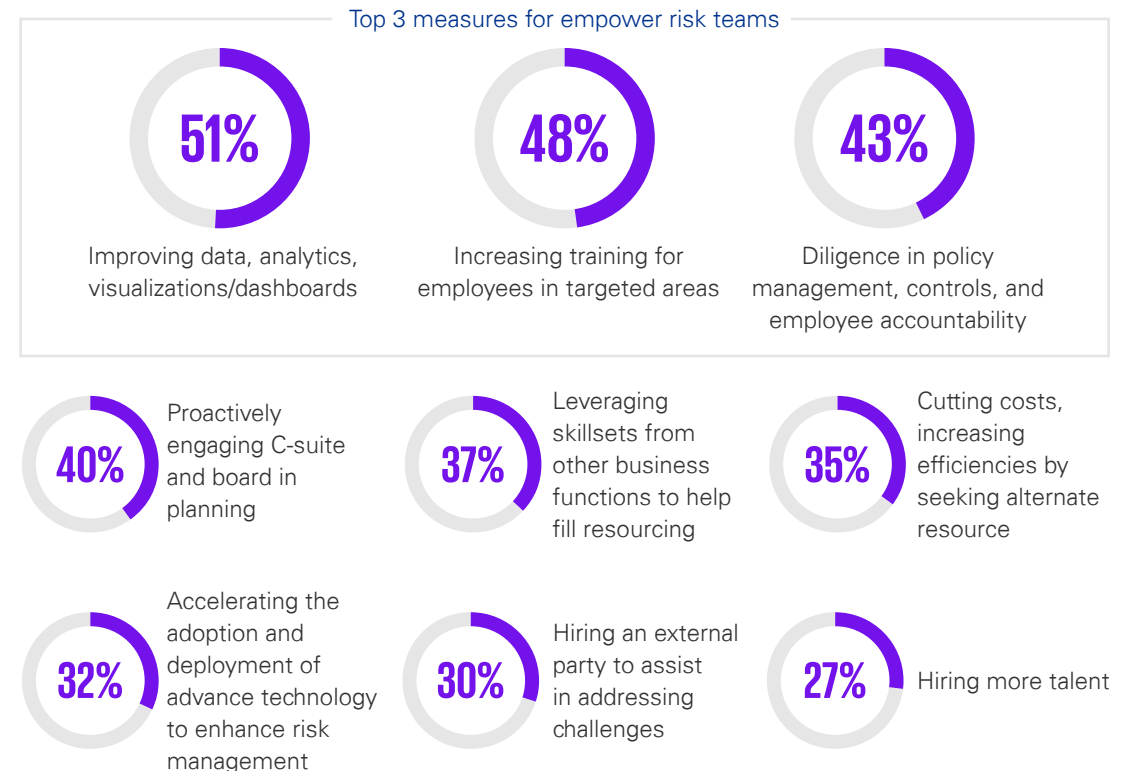 Top 3 measures for empower risk teams
51%
Improving data, analytics,
visualizations/dashboards
48%
Increasing training for
employees in targeted areas
43%
Diligence in policy
management, controls, and
employee accountability
40%
Proactively
engaging C-suite
and board in
planning
37%
Leveraging
skillsets from
other business
functions to help
fill resourcing
35%
Cutting costs,
increasing
efficiencies by
seeking alternate
resource
32%
Accelerating the
adoption and
deployment of
advance technology
to enhance risk
management
30%
Hiring an external
party to assist
in addressing
challenges
27%
Hiring more talent